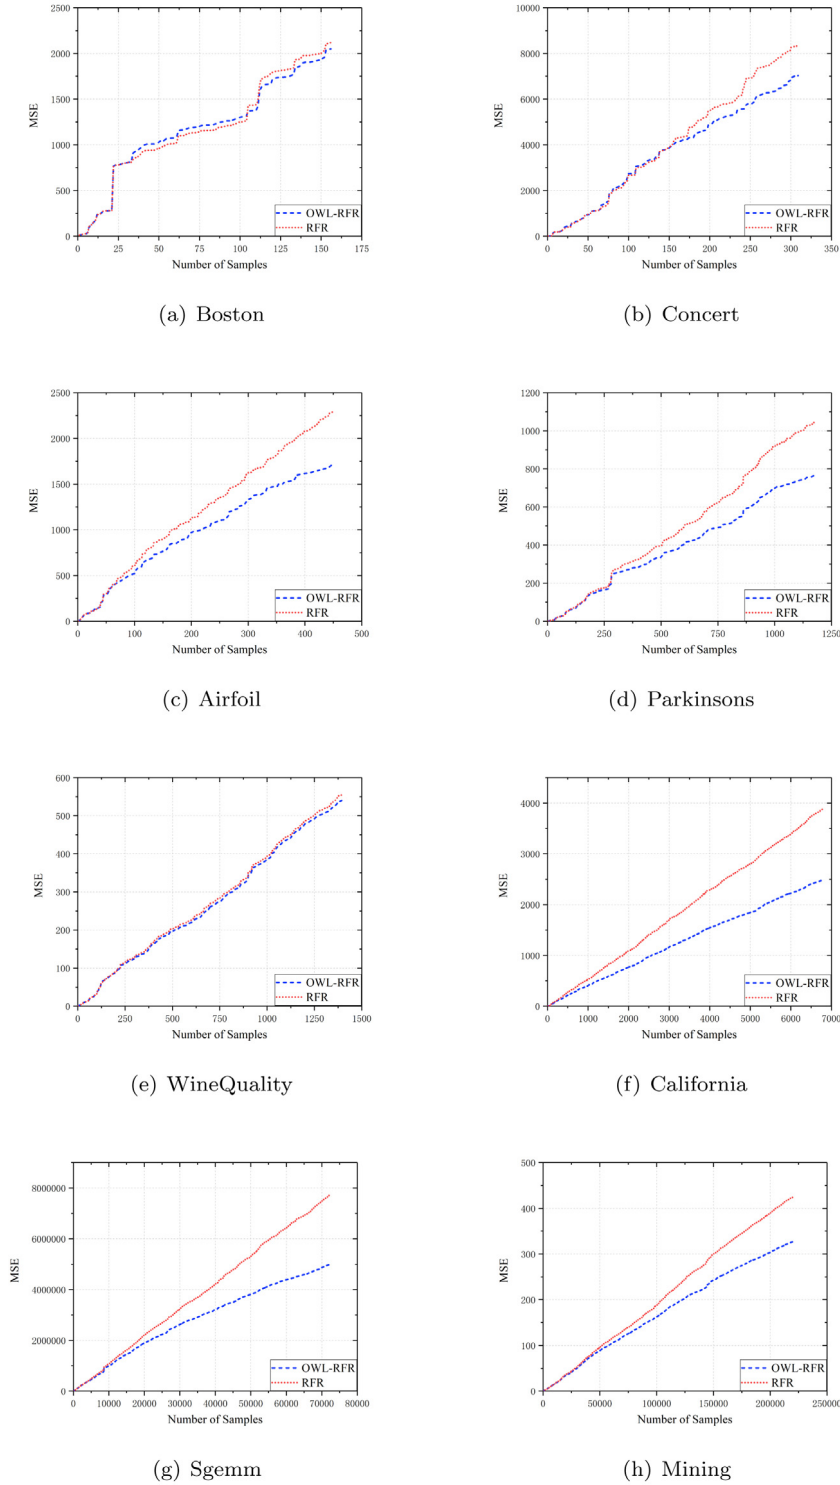 2500
2000
1500
1000
500
0
MSE
0 25 50 75 100 125 150 175
Number of Samples
OWL-RFR
RFR
(a) Boston
10000
8000
6000
4000
2000
0
MSE
0 50 100 150 200 250 300 350
Number of Samples
OWL-RFR
RFR
(b) Concert
2500
2000
1500
1000
500
0
MSE
0 100 200 300 400 500
Number of Samples
OWL-RFR
RFR
(c) Airfoil
1200
1000
800
600
400
200
0
MSE
0 250 500 750 1000 1250
Number of Samples
OWL-RFR
RFR
(d) Parkinsons
600
500
400
300
200
100
0
MSE
0 250 500 750 1000 1250 1500
Number of Samples
OWL-RFR
RFR
(e) WineQuality
4000
3000
2000
1000
0
MSE
0 1000 2000 3000 4000 5000 6000 7000
Number of Samples
OWL-RFR
RFR
(f) California
8000000
6000000
4000000
2000000
0
MSE
0 10000 20000 30000 40000 50000 60000 70000 80000
Number of Samples
OWL-RFR
RFR
(g) Sgemm
500
400
300
200
100
0
MSE
0 50000 100000 150000 200000 250000
Number of Samples
OWL-RFR
RFR
(h) Mining